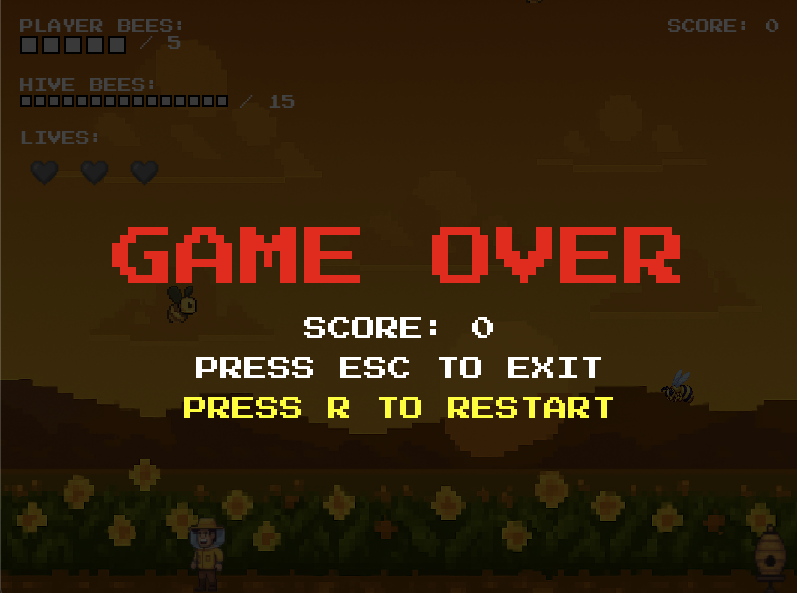 PLAYER BEES:
/ 5
SCORE: 0
HIVE BEES:
/ 15
LIVES:
GAME OVER
SCORE: 0
PRESS ESC TO EXIT
PRESS R TO RESTART